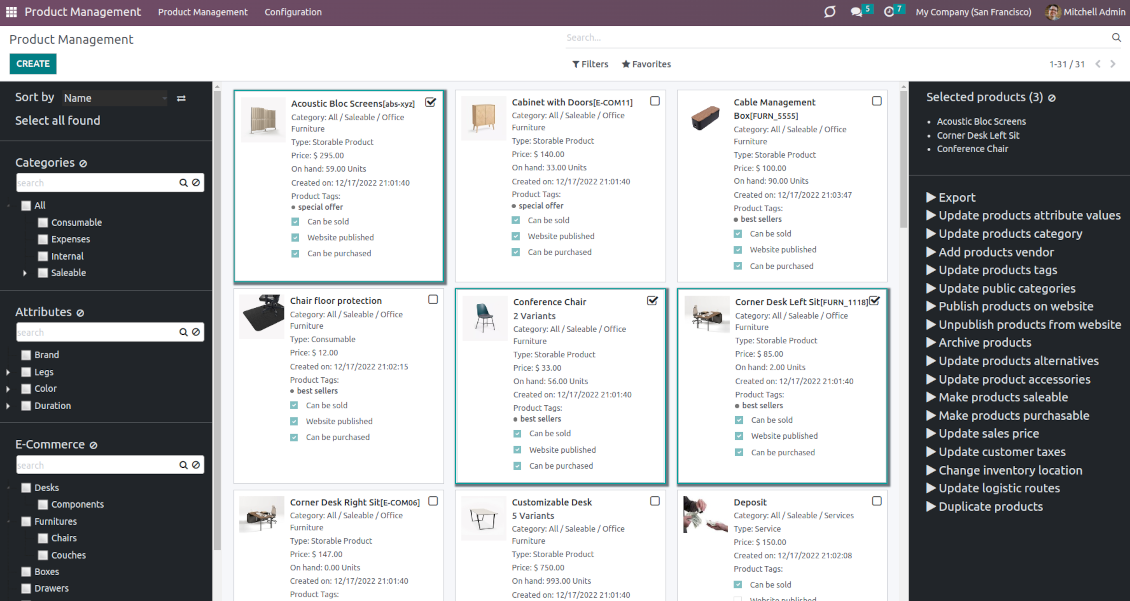 Product Management
Product Management
Configuration
5
7
My Company (San Francisco)
Mitchell Admin
Product Management
Search...
CREATE
Filters
Favorites
1-31 / 31
Sort by
Name
Select all found
Categories
search
All
Consumable
Expenses
Internal
Saleable
Attributes
search
Brand
Legs
Color
Duration
E-Commerce
search
Desks
Components
Furnitures
Chairs
Couches
Boxes
Drawers
Acoustic Bloc Screens[abs-xyz]
Category: All / Saleable / Office
Furniture
Type: Storable Product
Price: $ 295.00
On hand: 59.00 Units
Created on: 12/17/2022 21:01:40
Product Tags:
special offer
Can be sold
Website published
Can be purchased
Cabinet with Doors[E-COM11]
Category: All / Saleable / Office
Furniture
Type: Storable Product
Price: $ 140.00
On hand: 33.00 Units
Created on: 12/17/2022 21:01:40
Product Tags:
special offer
Can be sold
Website published
Can be purchased
Cable Management
Box[FURN_5555]
Category: All / Saleable / Office
Furniture
Type: Storable Product
Price: $ 100.00
On hand: 90.00 Units
Created on: 12/17/2022 21:03:47
Product Tags:
best sellers
Can be sold
Website published
Can be purchased
Chair floor protection
Category: All / Saleable / Office
Furniture
Type: Consumable
Price: $ 12.00
Created on: 12/17/2022 21:02:15
Product Tags:
best sellers
Can be sold
Website published
Can be purchased
Conference Chair
2 Variants
Category: All / Saleable / Office
Furniture
Type: Storable Product
Price: $ 33.00
On hand: 56.00 Units
Created on: 12/17/2022 21:01:40
Product Tags:
best sellers
Can be sold
Website published
Can be purchased
Corner Desk Left Sit[FURN_1118]
Category: All / Saleable / Office
Furniture
Type: Storable Product
Price: $ 85.00
On hand: 2.00 Units
Created on: 12/17/2022 21:01:40
Product Tags:
best sellers
Can be sold
Website published
Can be purchased
Corner Desk Right Sit[E-COM06]
Category: All / Saleable / Office
Furniture
Type: Storable Product
Price: $ 147.00
On hand: 0.00 Units
Created on: 12/17/2022 21:01:40
Product Tags:
Customizable Desk
5 Variants
Category: All / Saleable / Office
Furniture
Type: Storable Product
Price: $ 750.00
On hand: 993.00 Units
Created on: 12/17/2022 21:01:40
Deposit
Category: All / Saleable / Services
Type: Service
Price: $ 150.00
Created on: 12/17/2022 21:02:08
Product Tags:
Can be sold
Website published
Selected products (3)
Acoustic Bloc Screens
Corner Desk Left Sit
Conference Chair
Export
Update products attribute values
Update products category
Add products vendor
Update products tags
Update public categories
Publish products on website
Unpublish products from website
Archive products
Update products alternatives
Update product accessories
Make products saleable
Make products purchasable
Update sales price
Update customer taxes
Change inventory location
Update logistic routes
Duplicate products